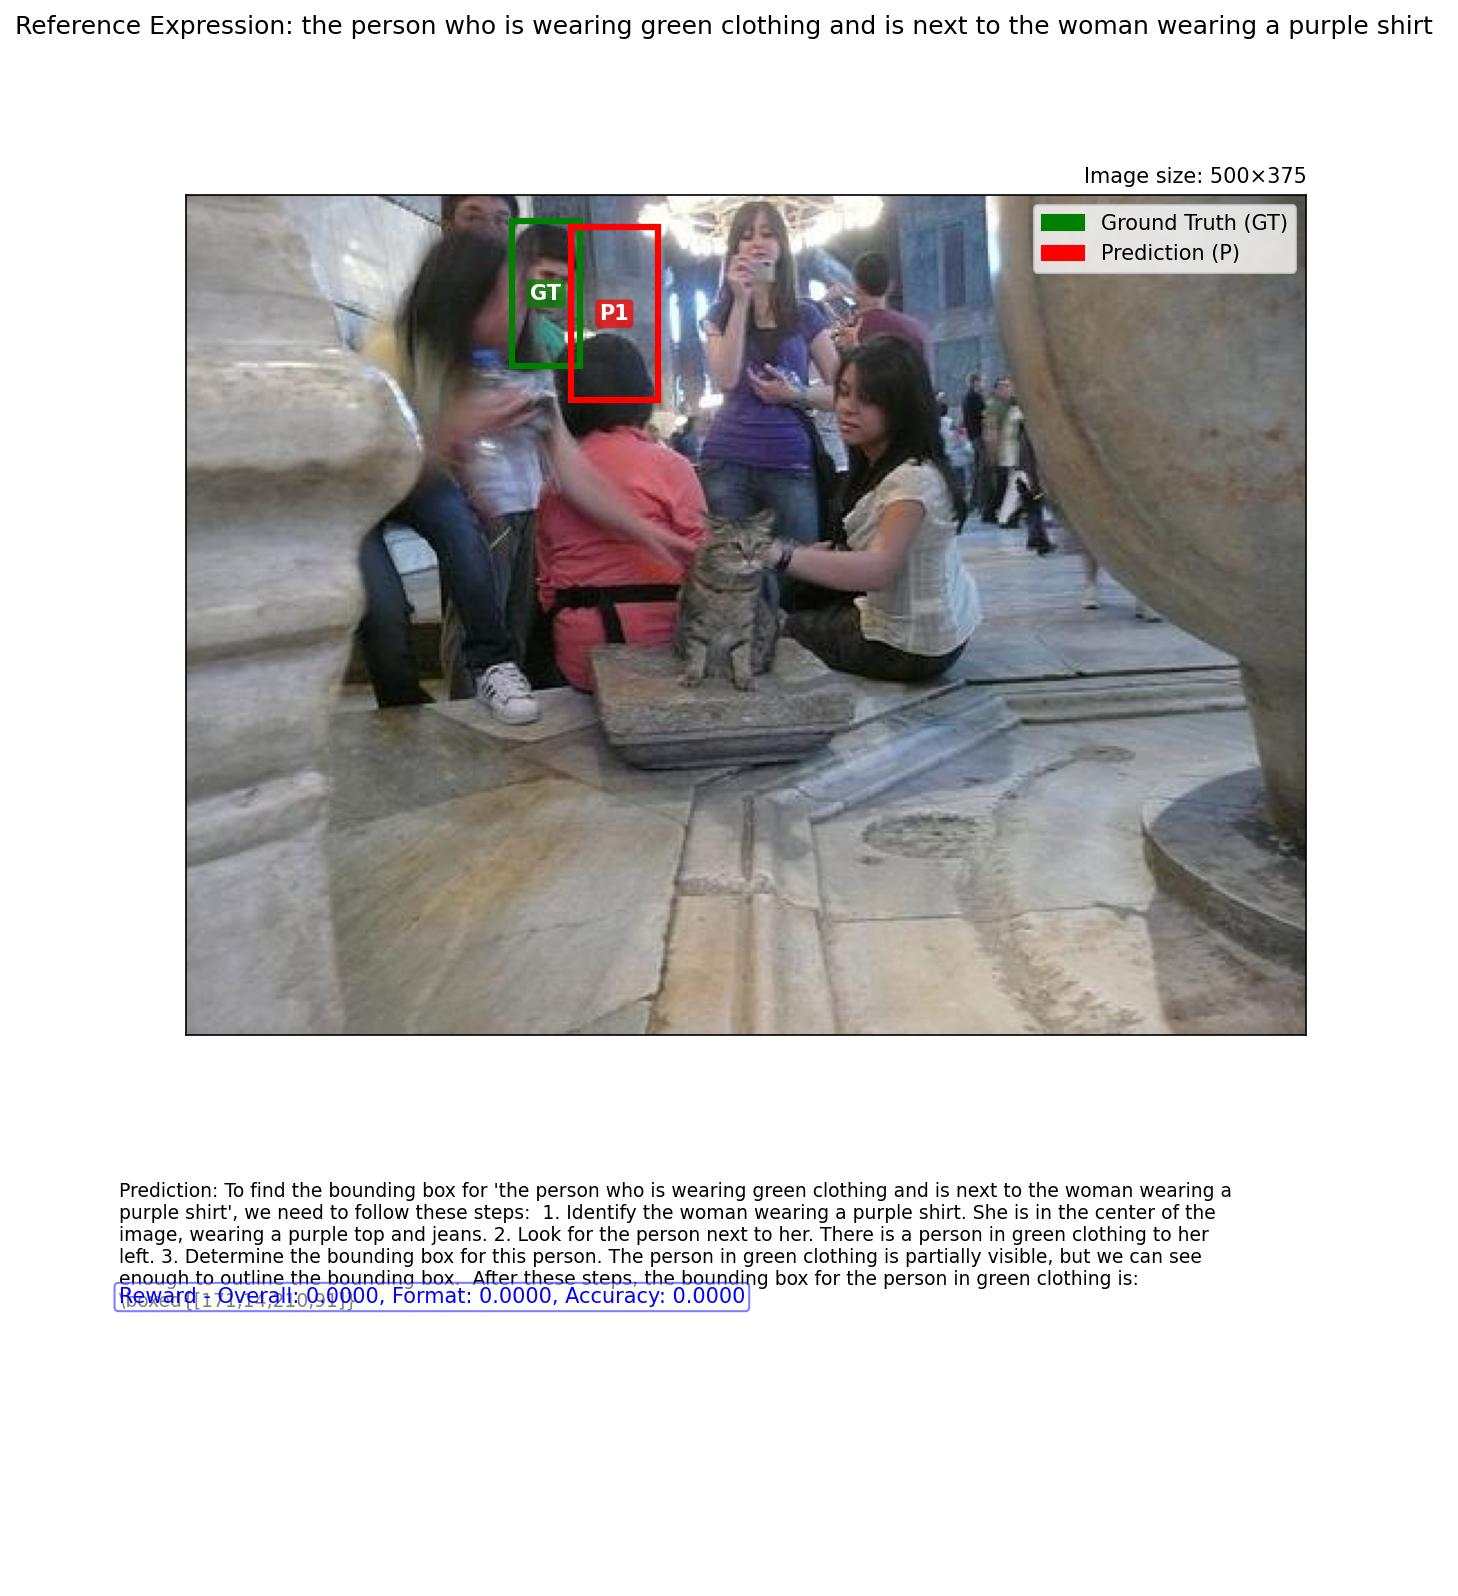 Reference Expression: the person who is wearing green clothing and is next to the woman wearing a purple shirt
Image size: 500×375
Ground Truth (GT)
Prediction (P)
GT
P1
Prediction: To find the bounding box for 'the person who is wearing green clothing and is next to the woman wearing a
purple shirt', we need to follow these steps:  1. Identify the woman wearing a purple shirt. She is in the center of the
image, wearing a purple top and jeans. 2. Look for the person next to her. There is a person in green clothing to her
left. 3. Determine the bounding box for this person. The person in green clothing is partially visible, but we can see
enough to outline the bounding box.  After these steps, the bounding box for the person in green clothing is:
\boxed{[171,14,210,91]}
Reward - Overall: 0.0000, Format: 0.0000, Accuracy: 0.0000